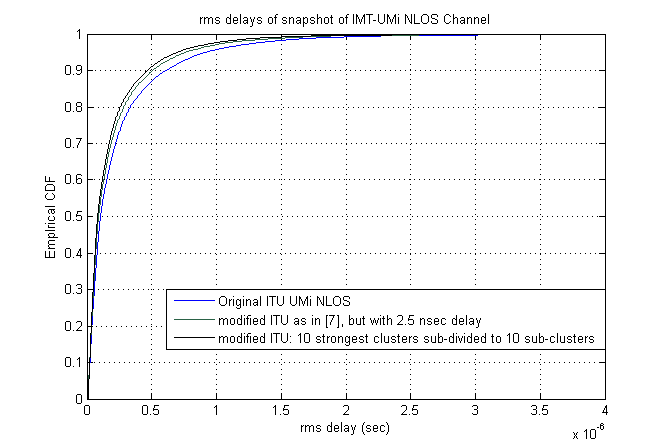 rms delays of snapshot of IMT-UMi NLOS Channel
1
0.9
0.8
0.7
0.6
0.5
0.4
0.3
0.2
0.1
0
Emplrical CDF
Original ITU UMi NLOS
modified ITU as in [7], but with 2.5 nsec delay
modified ITU: 10 strongest clusters sub-divided to 10 sub-clusters
0 0.5 1 1.5 2 2.5 3 3.5 4
rms delay (sec)
x 10-6